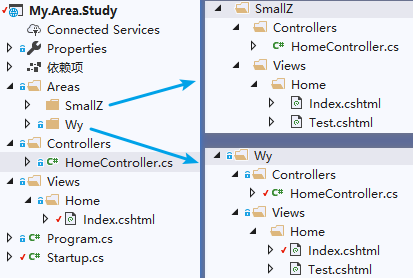 My.Area.Study
Connected Services
Properties
依赖项
Areas
SmallZ
Wy
Controllers
C# HomeController.cs
Views
Home
Index.cshtml
C# Program.cs
C# Startup.cs
SmallZ
Controllers
C# HomeController.cs
Views
Home
Index.cshtml
Test.cshtml
Wy
Controllers
C# HomeController.cs
Views
Home
Index.cshtml
Test.cshtml